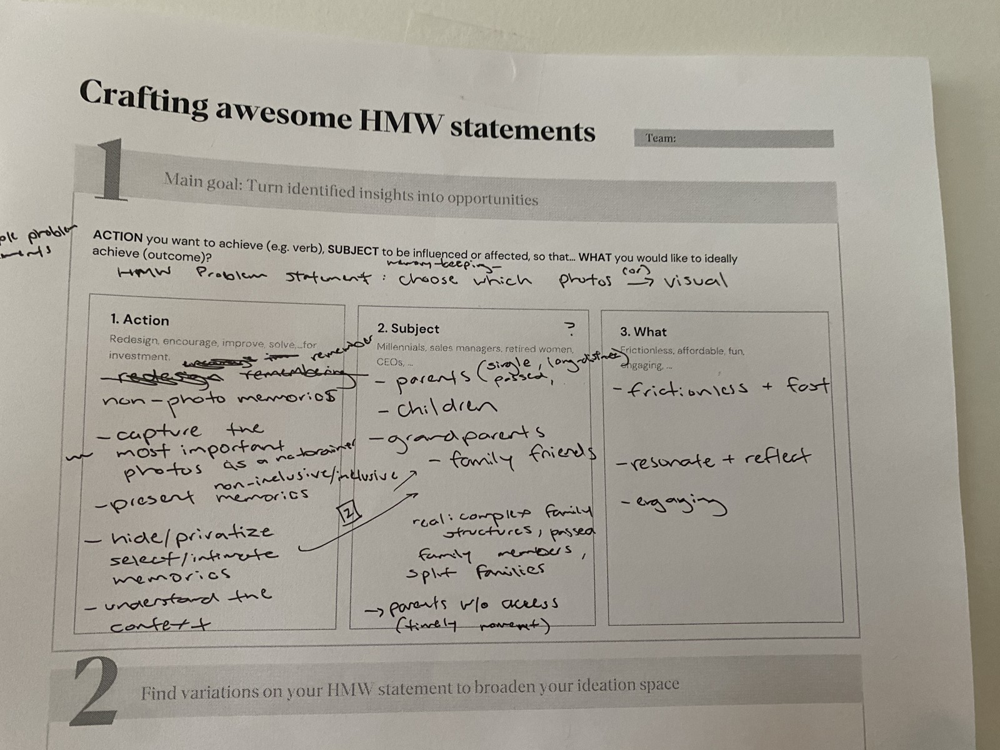 Crafting awesome HMW statements
Team:
1
Main goal: Turn identified insights into opportunities
problem
ACTION you want to achieve (e.g. verb), SUBJECT to be influenced or affected, so that... WHAT you would like to ideally
achieve (outcome)?
memory-keeping-
HMW Problem statement: choose which photos (or) → visual
1. Action
Redesign, encourage, improve, solve,...for
investment,
remember
- redesign remembering
non-photo memories
- capture the
most important
photos as a no brainer
non-inclusive/inclusive
- present memories
- hide/privatize
select/intimate
memories
- understand the
context
2
2. Subject
?
Millennials, sales managers, retired women,
CEOs, ...
- parents (single, long-distance)
passed,
- children
- grandparents
- family friends
real: complex family
structures, passed
family members,
split families
→ parents w/o access
(timely moment)
3. What
Frictionless, affordable, fun,
engaging, ...
- frictionless + fast
- resonate + reflect
- engaging
2
Find variations on your HMW statement to broaden your ideation space